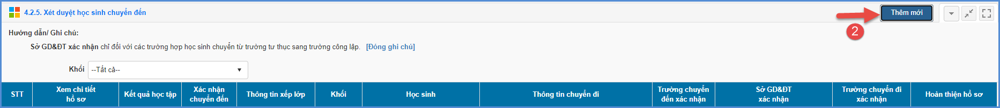 4.2.5. Xét duyệt học sinh chuyển đến
Thêm mới
2
Hướng dẫn/ Ghi chú:
Sở GD&ĐT xác nhận chỉ đối với các trường hợp học sinh chuyển từ trường tư thục sang trường công lập. [Đóng ghi chú]
Khối --Tất cả--
STT
Xem chi tiết
hồ sơ
Kết quả học tập
Xác nhận
chuyển đến
Thông tin xếp lớp
Khối
Học sinh
Thông tin chuyển đi
Trường chuyển
đến xác nhận
Sở GD&ĐT
xác nhận
Trường chuyển đi
xác nhận
Hoàn thiện hồ sơ